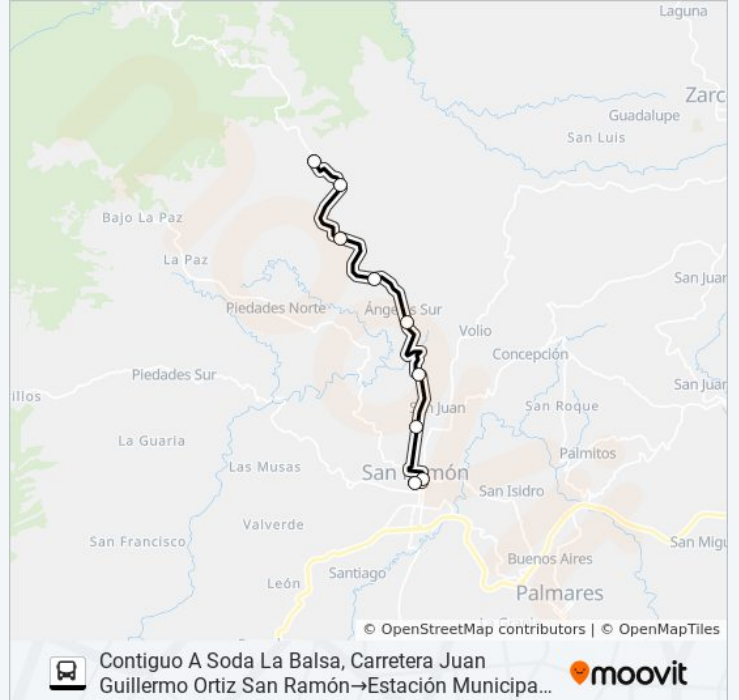 Laguna
Zarc
Guadalupe
San Luis
Bajo La Paz
La Paz
San Juan
Piedades Norte
Ángeles Sur
Volio
Concepción
illos
Piedades Sur
San Juan
San Juan
San Roque
La Guaria
Las Musas
San Ramón
Palmitos
San Isidro
Valverde
San Francisco
San Migu
Buenos Aires
Santiago
León
Palmares
© OpenStreetMap contributors | © OpenMapTiles
Contiguo A Soda La Balsa, Carretera Juan
Guillermo Ortiz San Ramón→Estación Municipa...
moovit